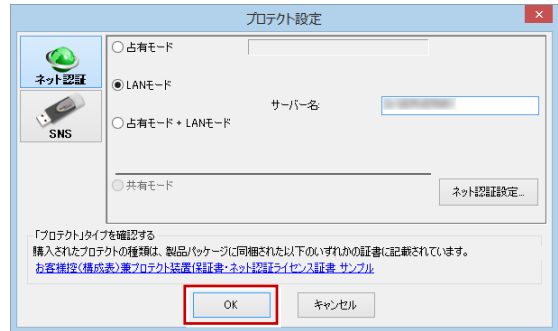 プロテクト設定
ネット認証
SNS
占有モード
LANモード
サーバー名:
占有モード + LANモード
共有モード
ネット認証設定...
「プロテクト」タイプを確認する
購入されたプロテクトの種類は、製品パッケージに同梱された以下のいずれかの証書に記載されています。
お客様控(構成表)兼プロテクト装置保証書・ネット認証ライセンス証書 サンプル
OK
キャンセル